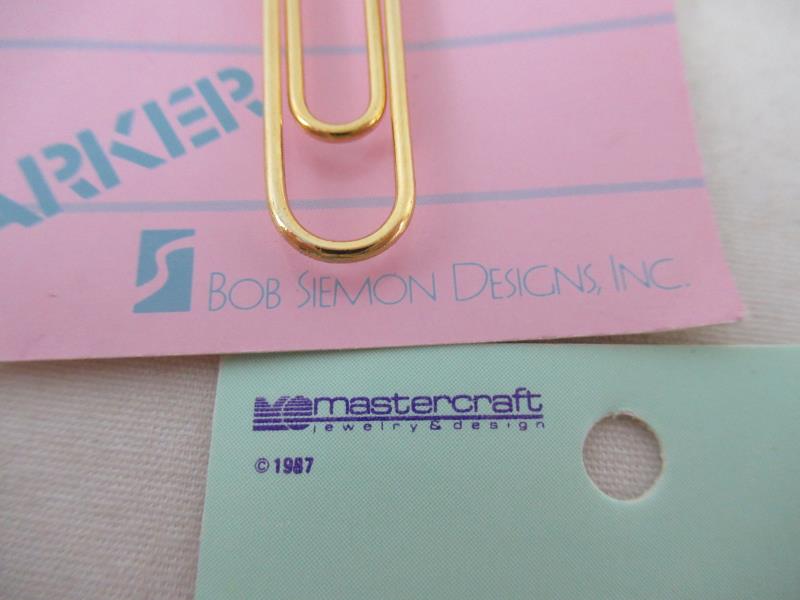 ARKER
BOB SIEMON DESIGNS, INC.
mastercraft
jewelry & design
© 1987